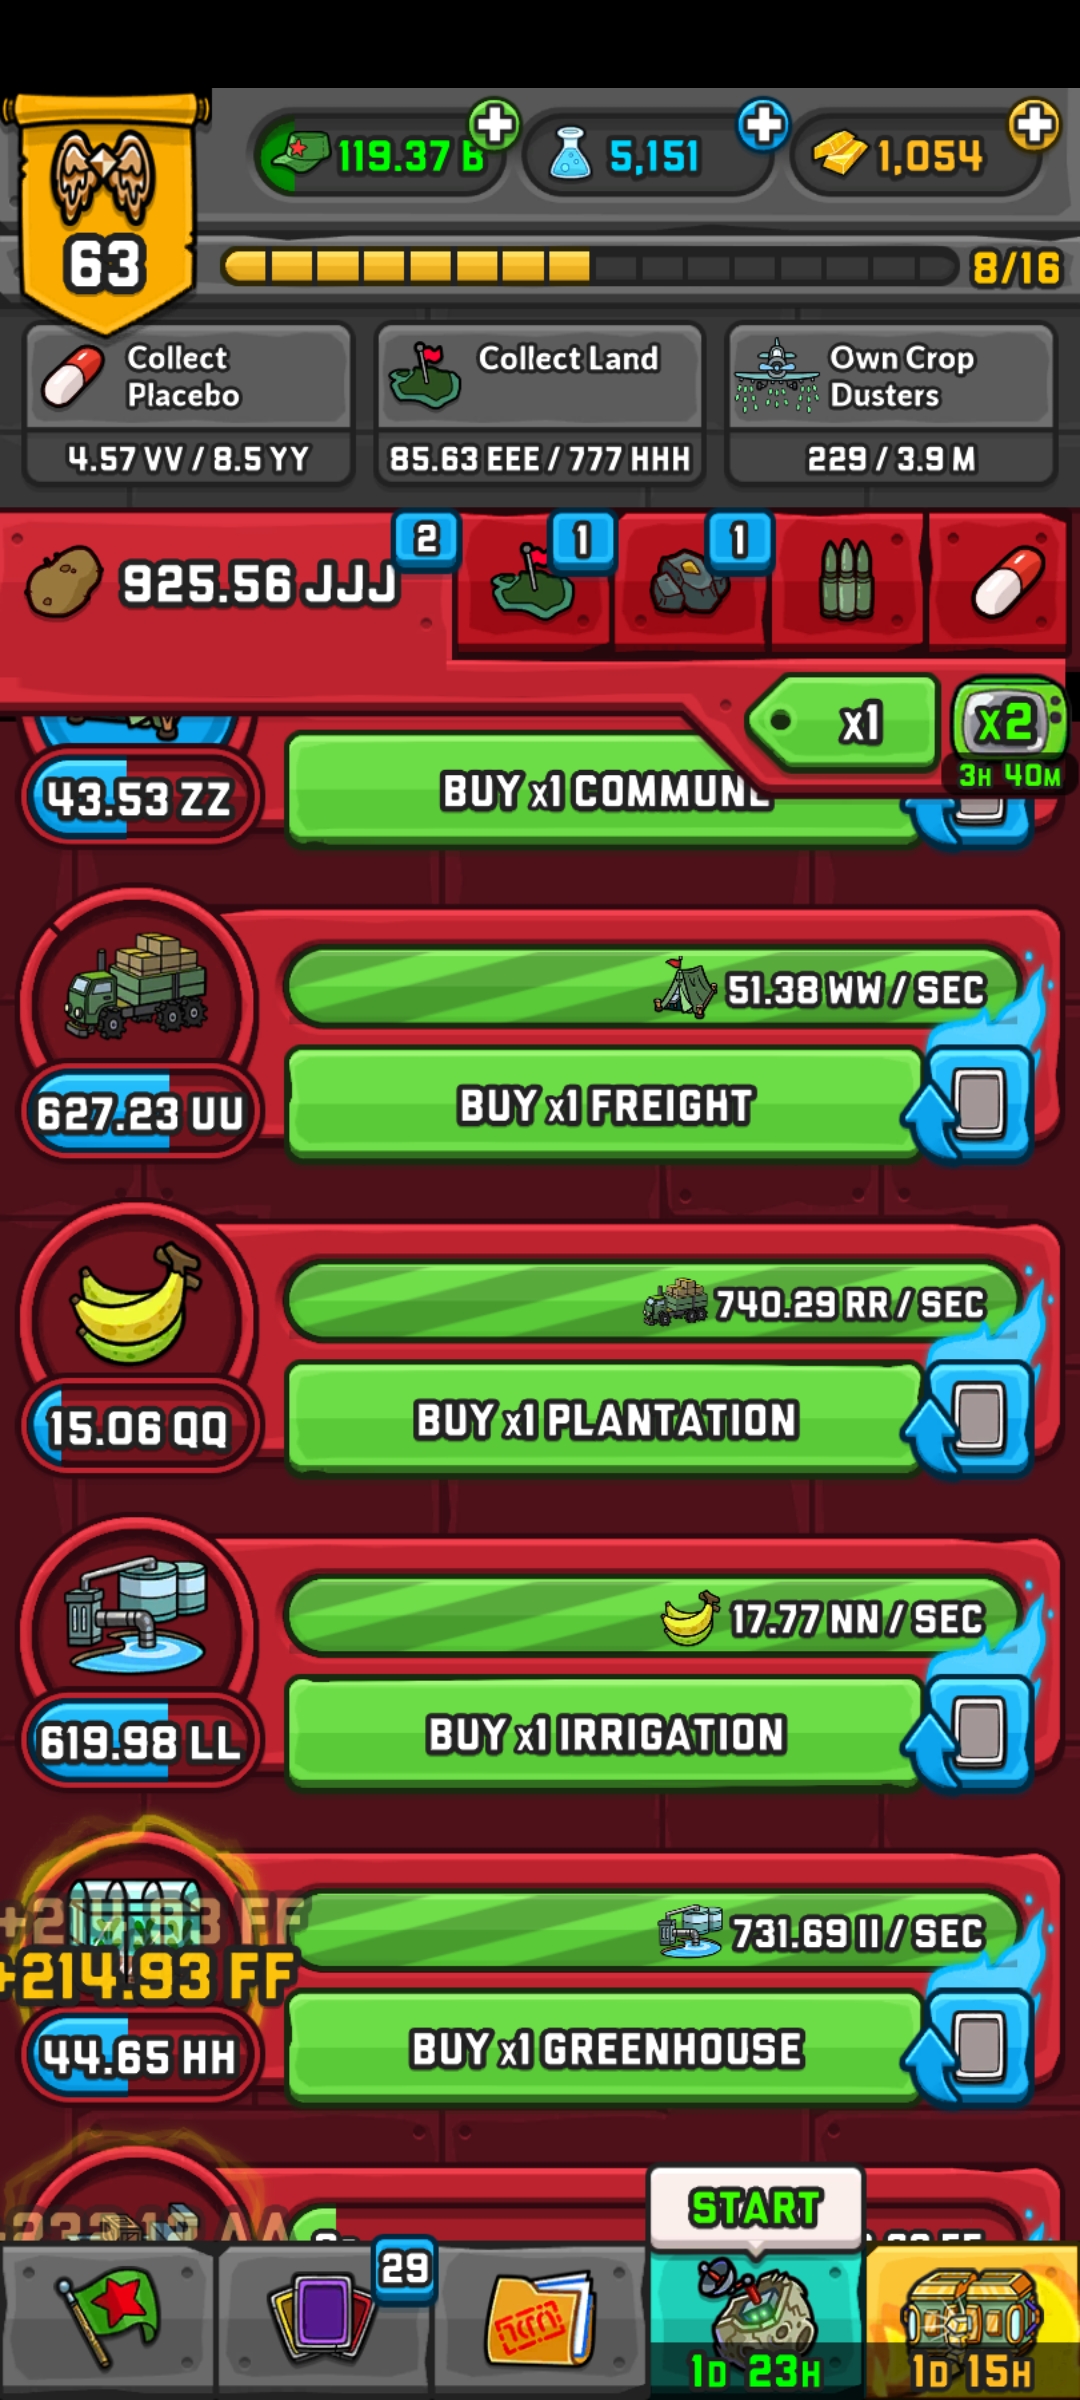 119.37 B
5,151
1,054
63
8/16
Collect
Placebo
Collect Land
Own Crop
Dusters
4.57 VV / 8.5 YY
85.63 EEE / 777 HHH
229 / 3.9 M
2
1
1
925.56 JJJ
x1
x2
3H 40M
43.53 ZZ
BUY x1 COMMUNE
51.38 WW / SEC
627.23 UU
BUY x1 FREIGHT
740.29 RR / SEC
15.06 QQ
BUY x1 PLANTATION
17.77 NN / SEC
619.98 LL
BUY x1 IRRIGATION
+214.93 FF
731.69 II / SEC
+214.93 FF
44.65 HH
BUY x1 GREENHOUSE
START
29
1D 23H
1D 15H